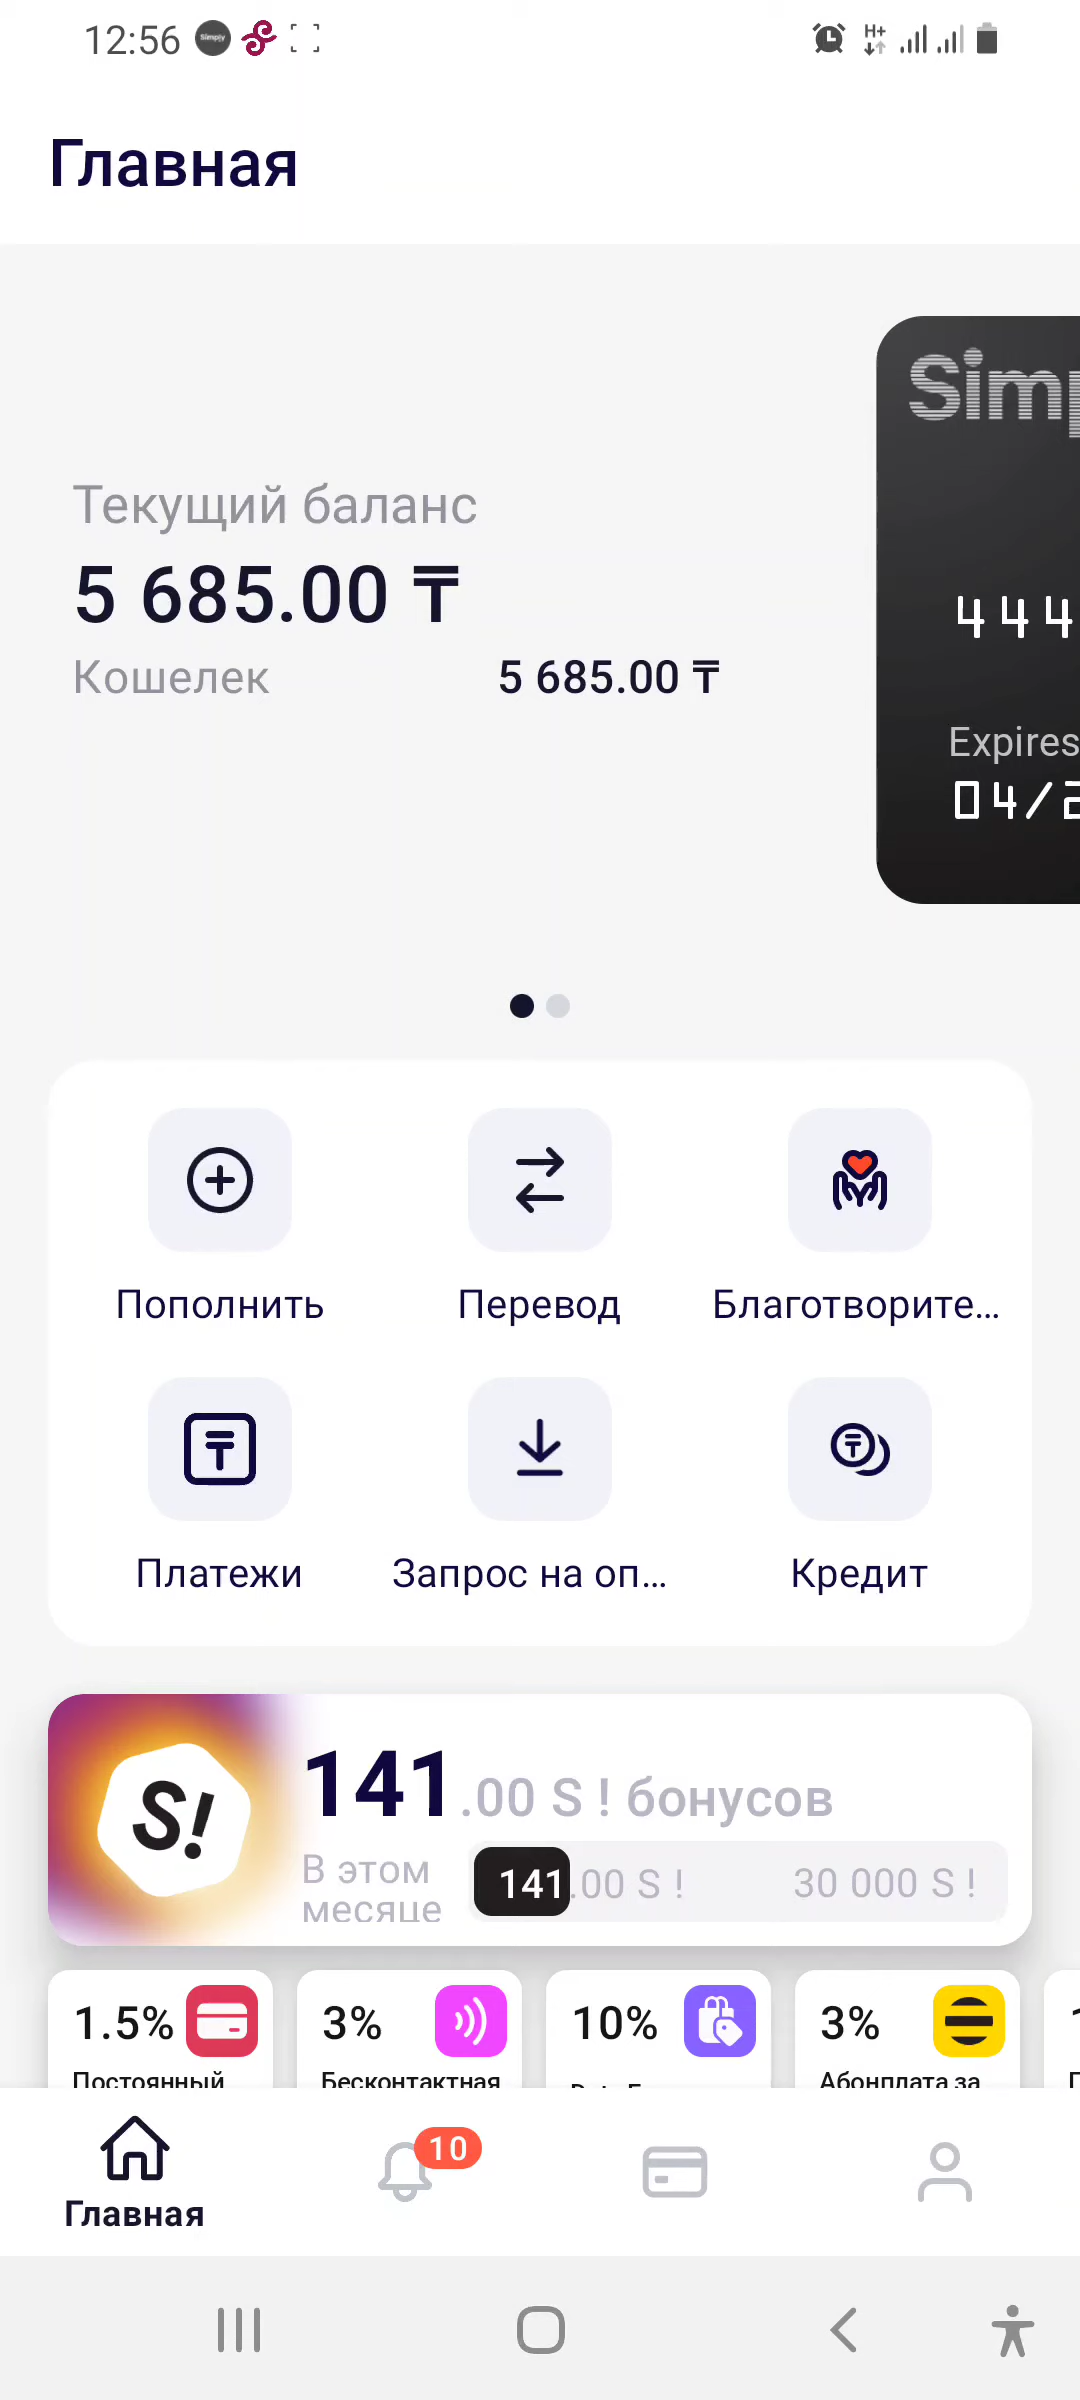 12:56 Simply H+
Главная
Simp
Текущий баланс
5 685.00 ₸
444
Кошелек 5 685.00 ₸
Expires
04/2
Пополнить Перевод Благотворите...
Платежи Запрос на оп... Кредит
S! 141.00 S ! бонусов
В этом месяце 141.00 S ! 30 000 S !
1.5% 3% 10% 3%
Постоянный Бесконтактная Абонплата за
10
Главная